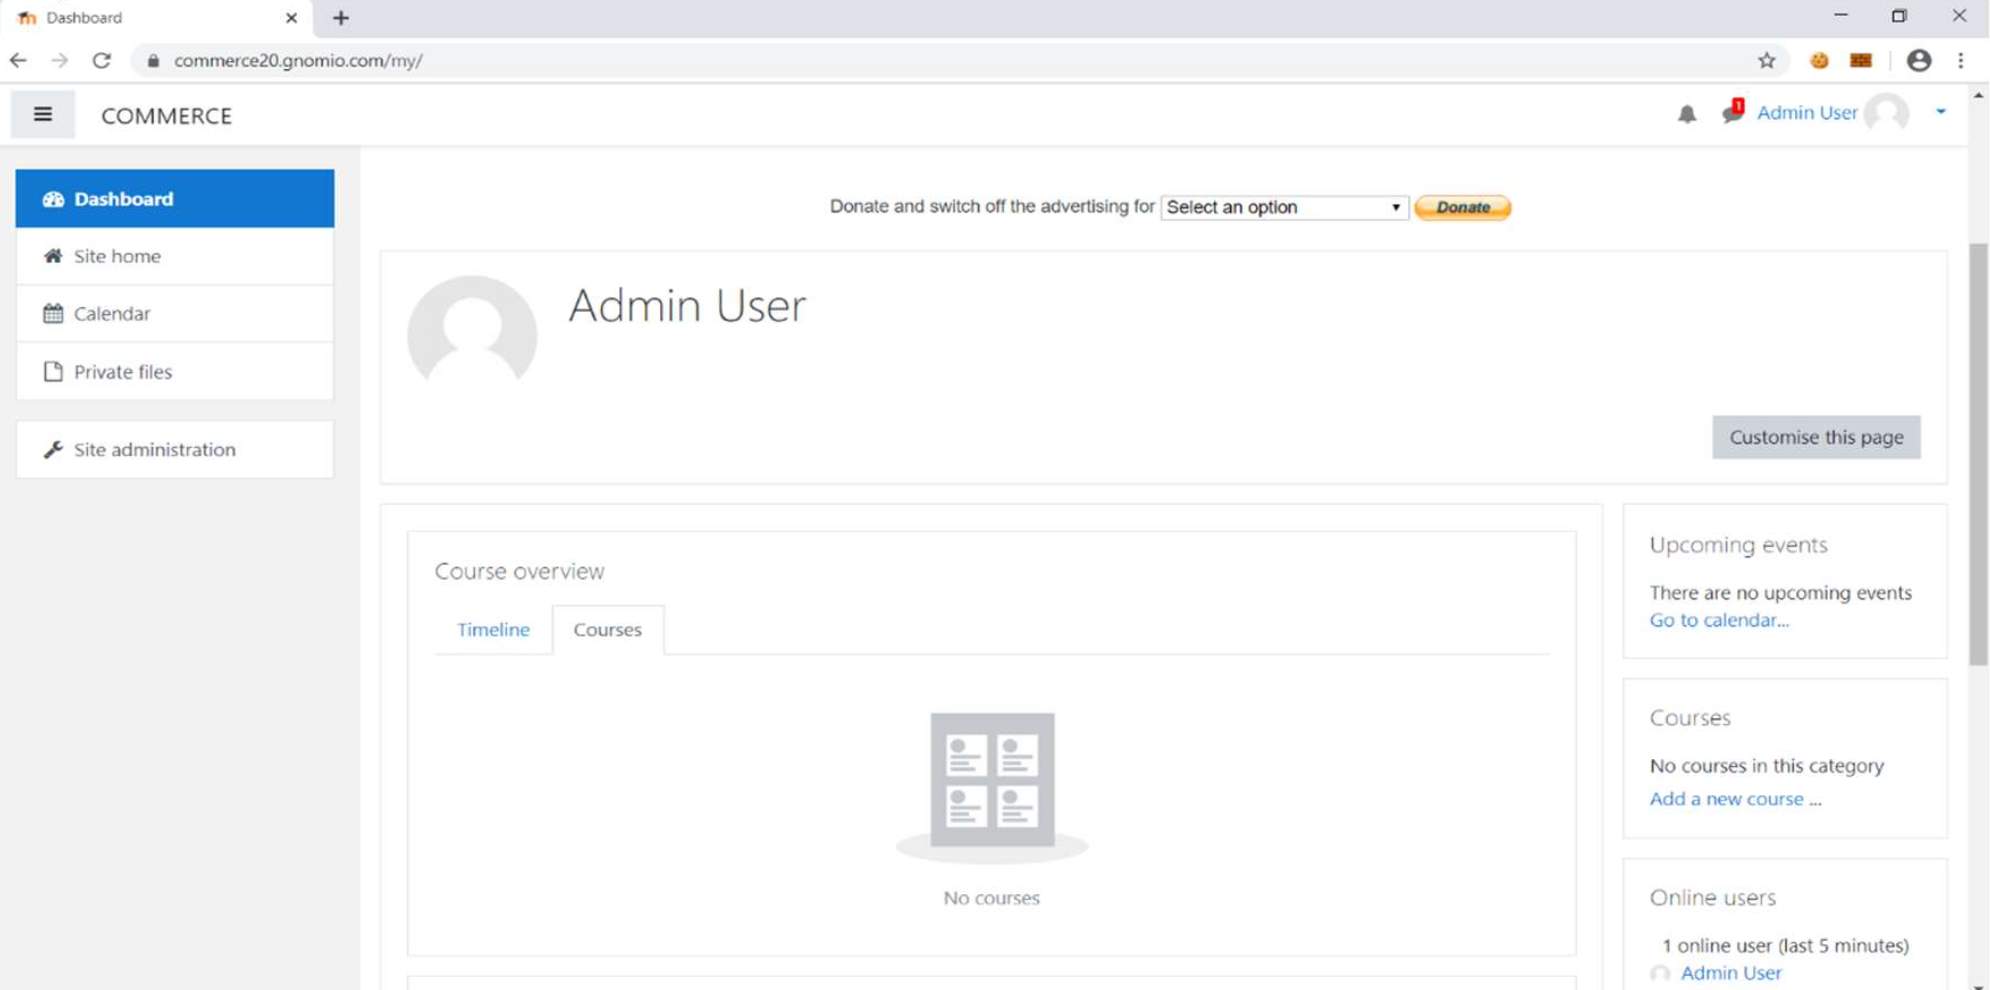 Dashboard
commerce20.gnomio.com/my/
COMMERCE
1
Admin User
Dashboard
Site home
Calendar
Private files
Site administration
Donate and switch off the advertising for Select an option Donate
Admin User
Customise this page
Course overview
Timeline
Courses
No courses
Upcoming events
There are no upcoming events
Go to calendar...
Courses
No courses in this category
Add a new course ...
Online users
1 online user (last 5 minutes)
Admin User